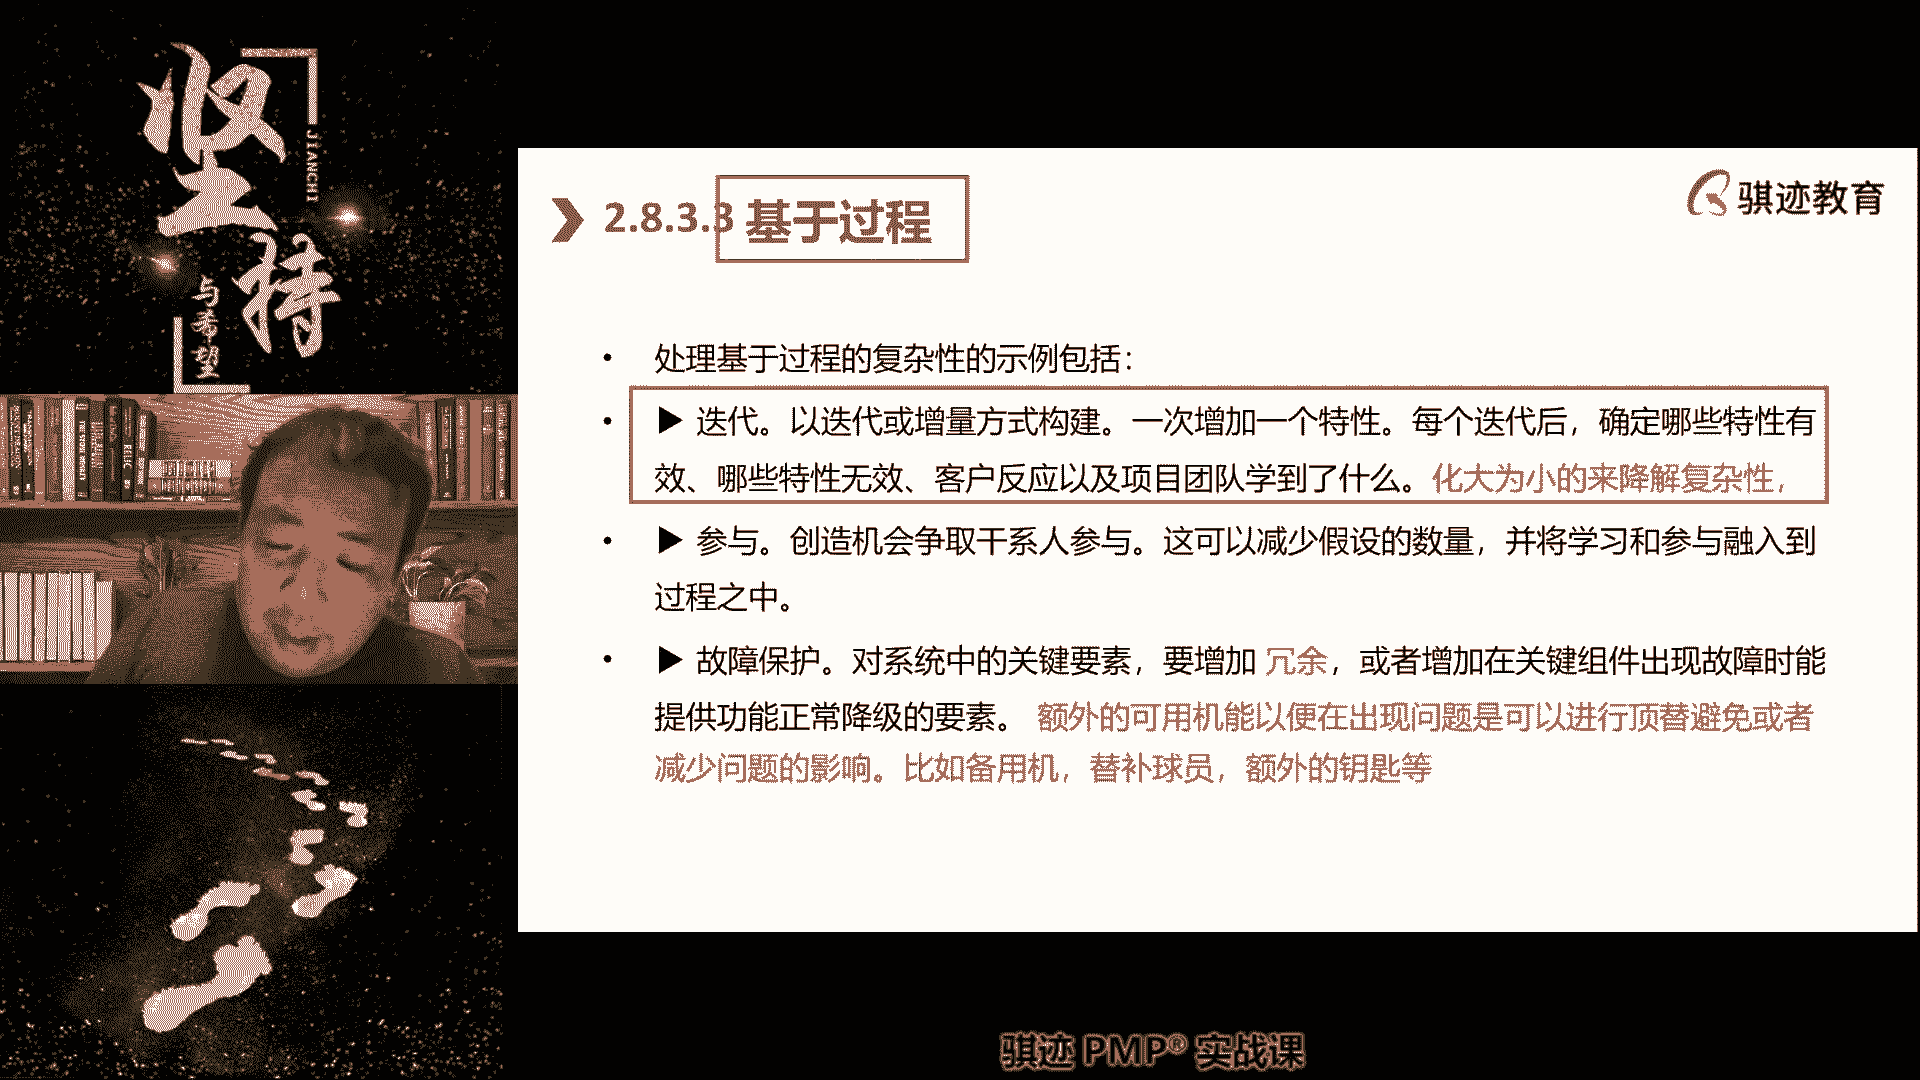 坚
持
JIANCHI
与希望
骐迹教育
2.8.3.3 基于过程
• 处理基于过程的复杂性的示例包括：
• ▶ 迭代。以迭代或增量方式构建。一次增加一个特性。每个迭代后，确定哪些特性有
效、哪些特性无效、客户反应以及项目团队学到了什么。化大为小的来降解复杂性，
• ▶ 参与。创造机会争取干系人参与。这可以减少假设的数量，并将学习和参与融入到
过程之中。
• ▶ 故障保护。对系统中的关键要素，要增加 冗余，或者增加在关键组件出现故障时能
提供功能正常降级的要素。 额外的可用机能以便在出现问题是可以进行顶替避免或者
减少问题的影响。比如备用机，替补球员，额外的钥匙等
骐迹 PMP® 实战课